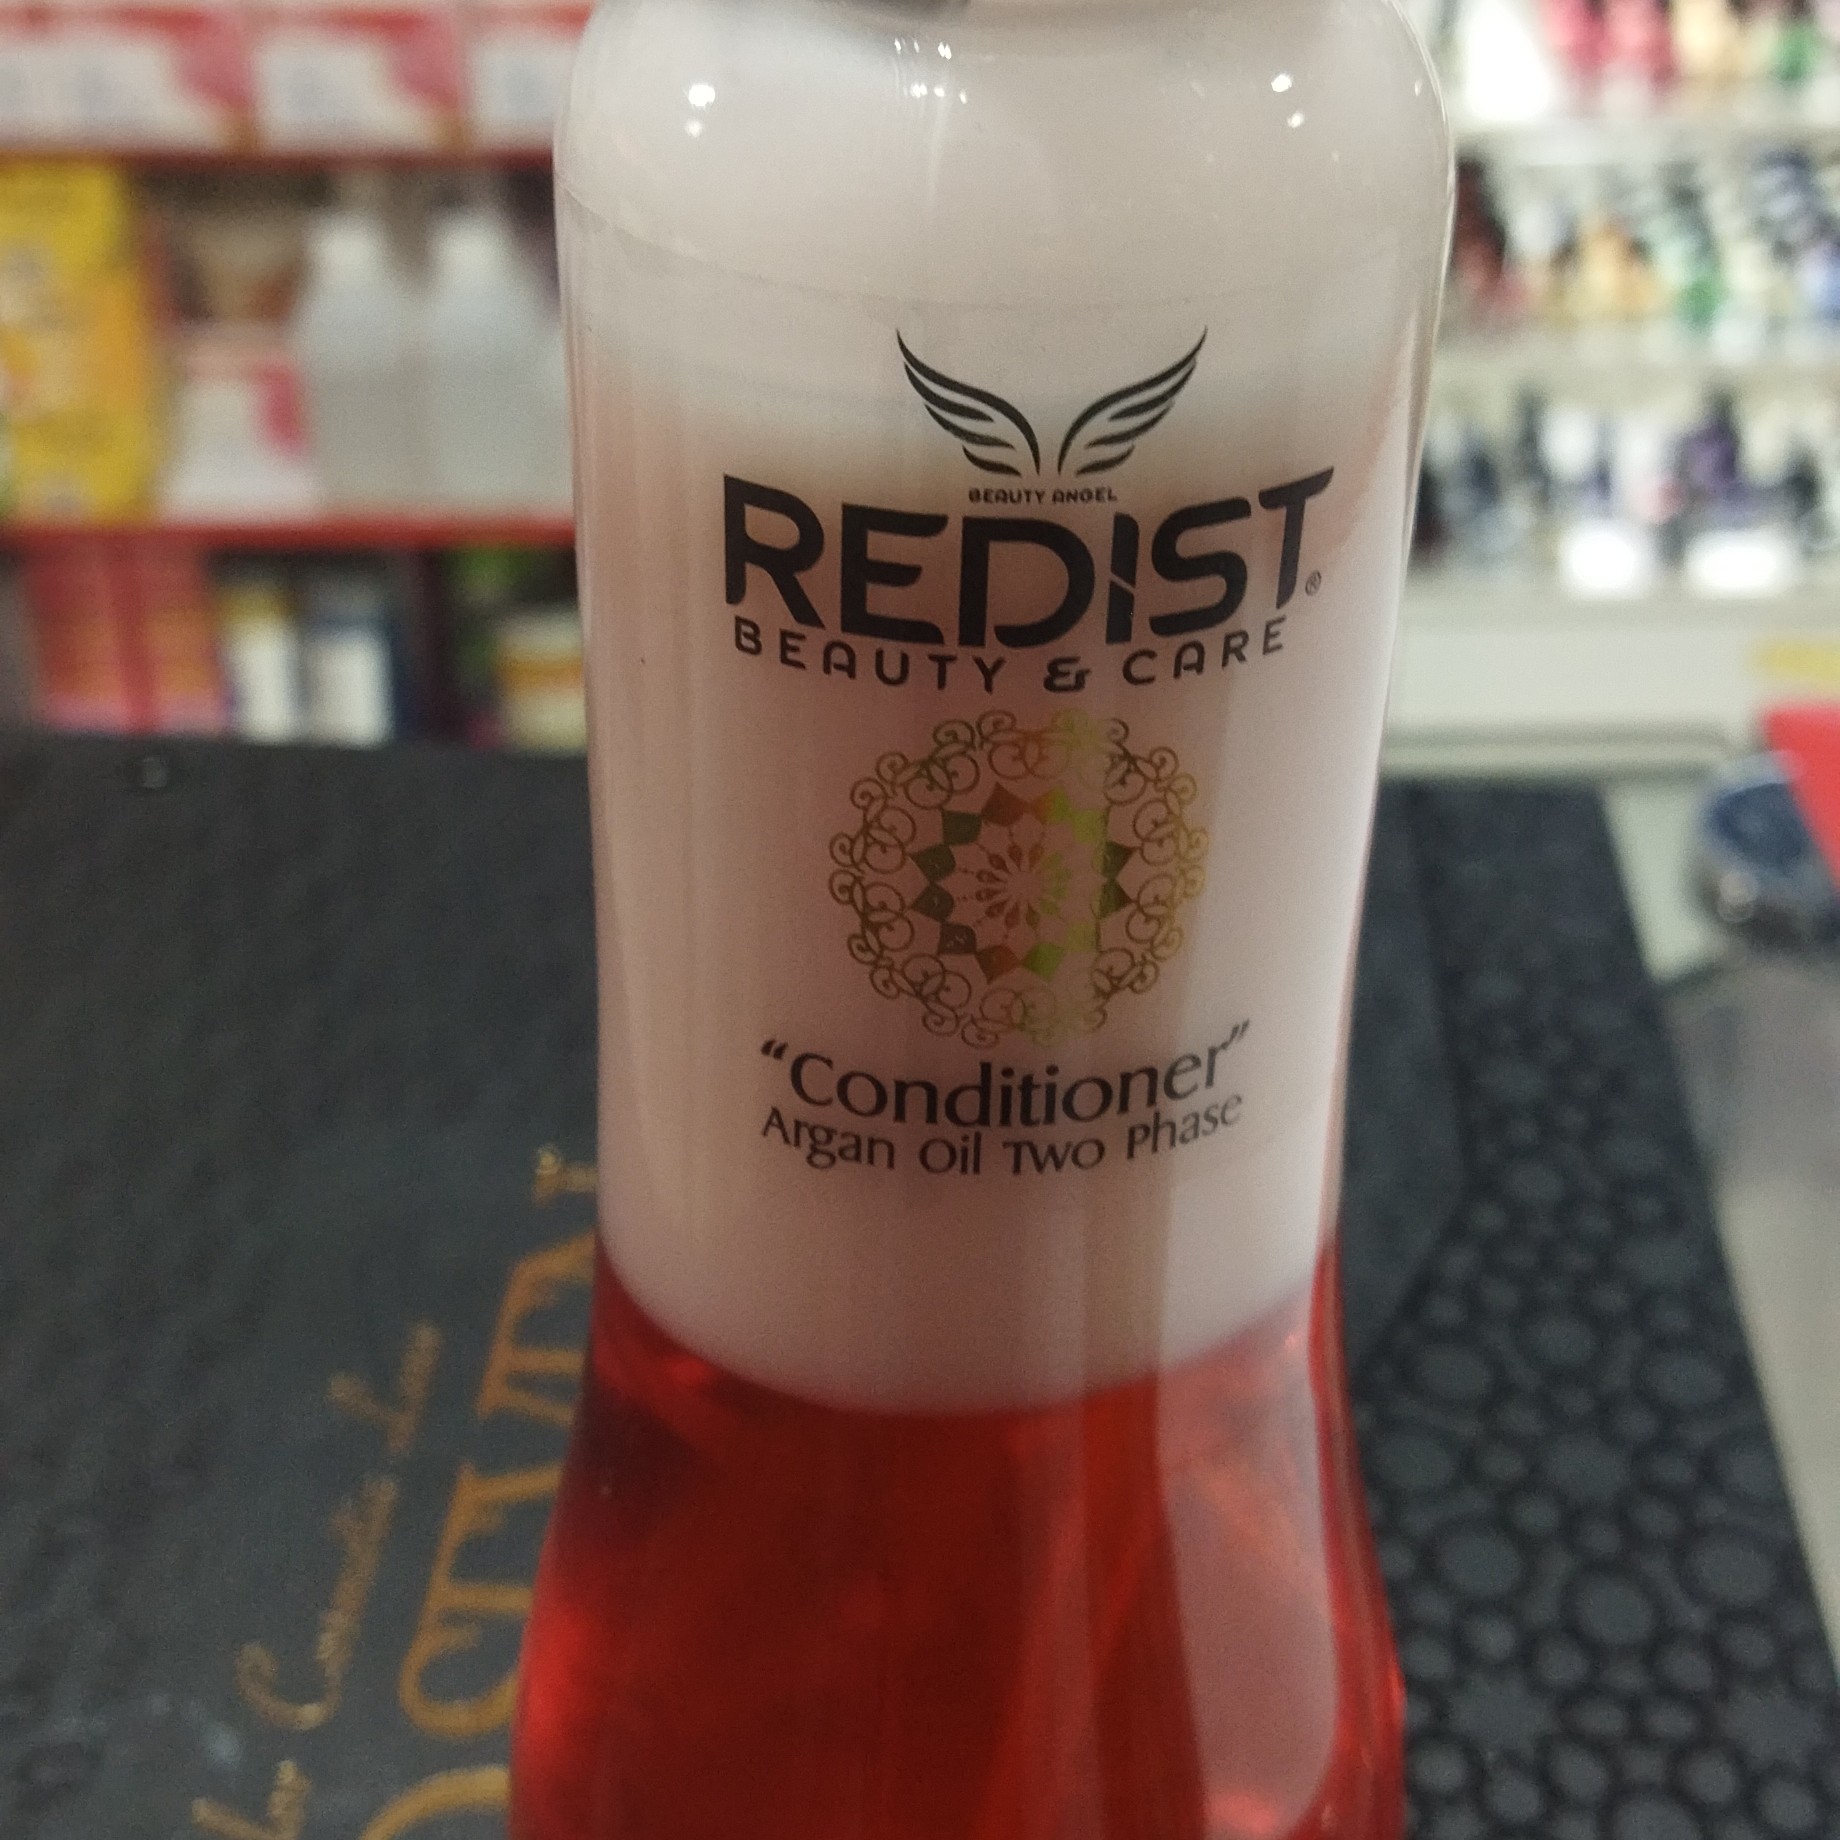 BEAUTY ANGEL
REDIST®
BEAUTY & CARE
“Conditioner”
Argan Oil Two Phase